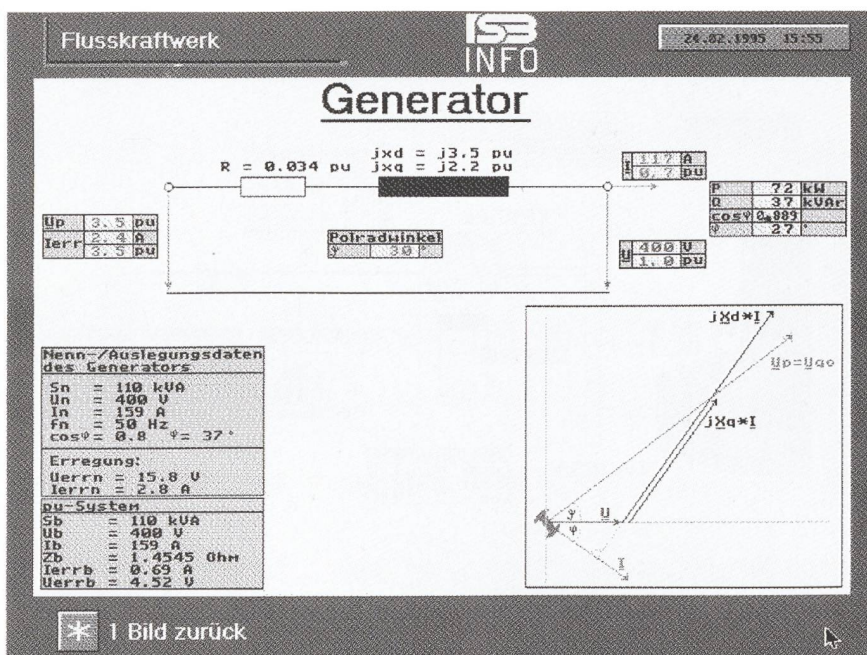 Flusskraftwerk
ISB
INFO
24.02.1995 15:55
Generator
R = 0.034 pu
jxd = j3.5 pu
jxq = j2.2 pu
I 117 A
0.7 pu
P 72 kW
Q 37 kVAr
cosφ 0.889
φ 27 °
Up 3.5 pu
Ierr 2.4 A
3.5 pu
Polradwinkel
ϑ 30 °
U 400 V
1.0 pu
jXd*I
Up=Uqo
jXq*I
ϑ
U
φ
I
Nenn-/Auslegungsdaten
des Generators
Sn = 110 kVA
Un = 400 V
In = 159 A
fn = 50 Hz
cosφ= 0.8 φ= 37°
Erregung:
Uerrn = 15.8 V
Ierrn = 2.8 A
pu-System
Sb = 110 kVA
Ub = 400 V
Ib = 159 A
Zb = 1.4545 Ohm
Ierrb = 0.69 A
Uerrb = 4.52 V
* 1 Bild zurück